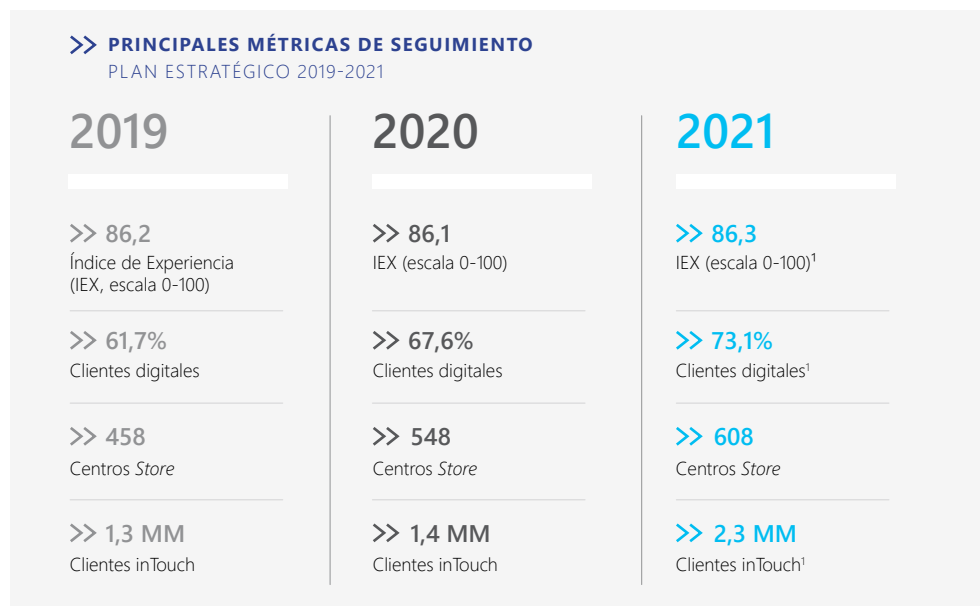 >> PRINCIPALES MÉTRICAS DE SEGUIMIENTO
PLAN ESTRATÉGICO 2019-2021
2019
>> 86,2
Índice de Experiencia
(IEX, escala 0-100)
>> 61,7%
Clientes digitales
>> 458
Centros Store
>> 1,3 MM
Clientes inTouch
2020
>> 86,1
IEX (escala 0-100)
>> 67,6%
Clientes digitales
>> 548
Centros Store
>> 1,4 MM
Clientes inTouch
2021
>> 86,3
IEX (escala 0-100)¹
>> 73,1%
Clientes digitales¹
>> 608
Centros Store
>> 2,3 MM
Clientes inTouch¹